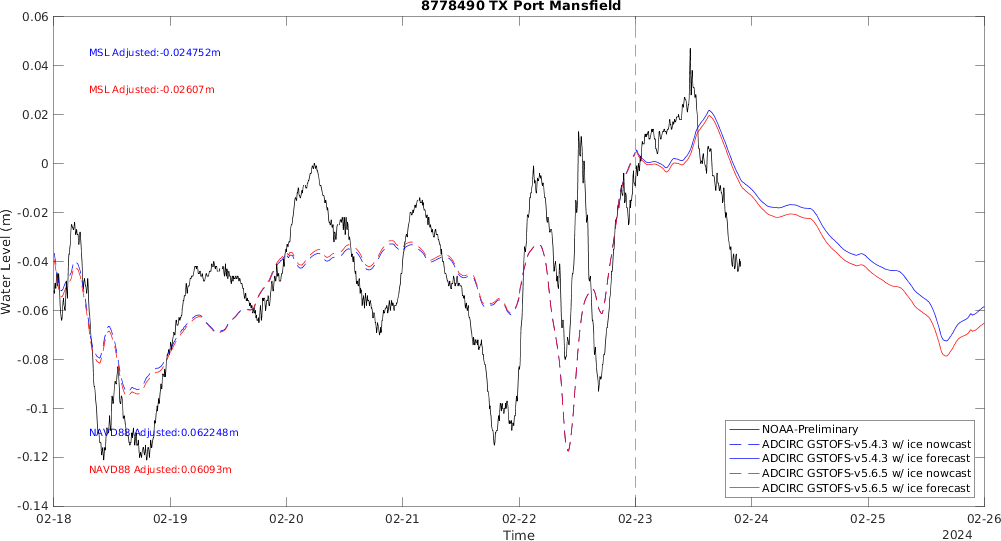 8778490 TX Port Mansfield
MSL Adjusted:-0.024752m
MSL Adjusted:-0.02607m
NAVD88 Adjusted:0.062248m
NAVD88 Adjusted:0.06093m
Water Level (m)
0.06
0.04
0.02
0
-0.02
-0.04
-0.06
-0.08
-0.1
-0.12
-0.14
NOAA-Preliminary
ADCIRC GSTOFS-v5.4.3 w/ ice nowcast
ADCIRC GSTOFS-v5.4.3 w/ ice forecast
ADCIRC GSTOFS-v5.6.5 w/ ice nowcast
ADCIRC GSTOFS-v5.6.5 w/ ice forecast
02-18 02-19 02-20 02-21 02-22 02-23 02-24 02-25 02-26
Time
2024